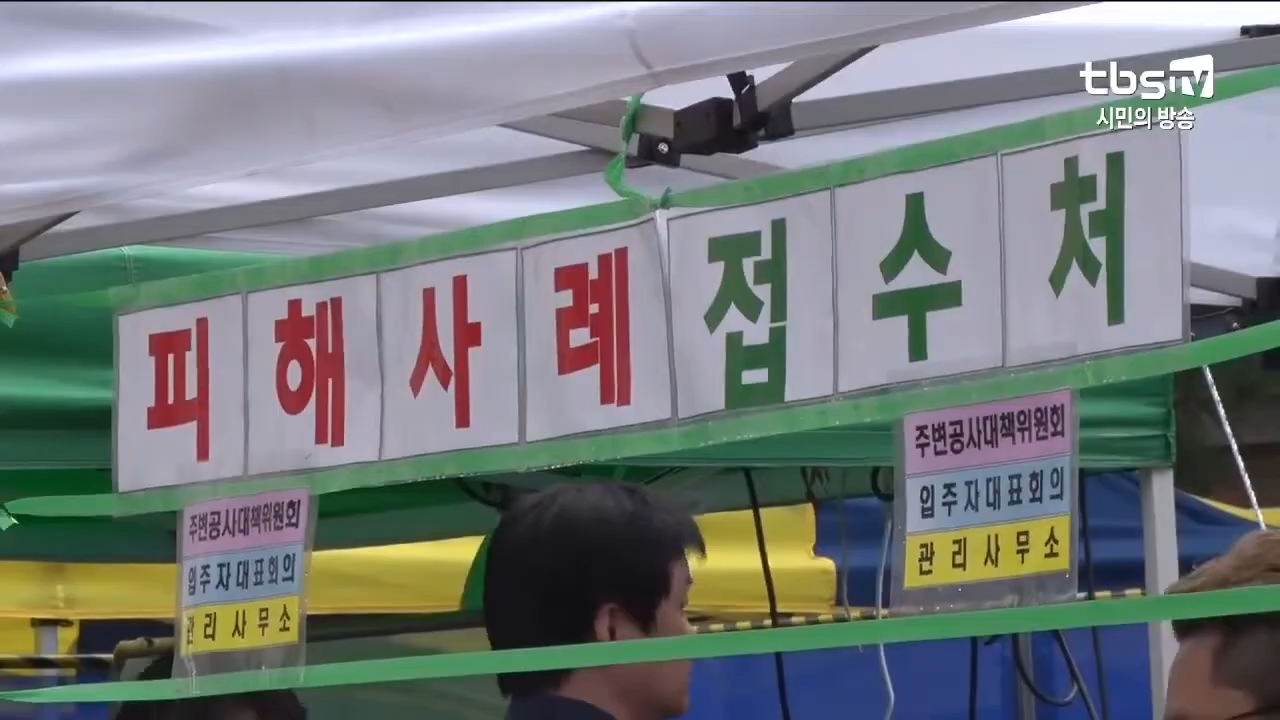 tbsTV
시민의 방송
피해사례접수처
주변공사대책위원회
입주자대표회의
관리사무소
주변공사대책위원회
입주자대표회의
관리사무소